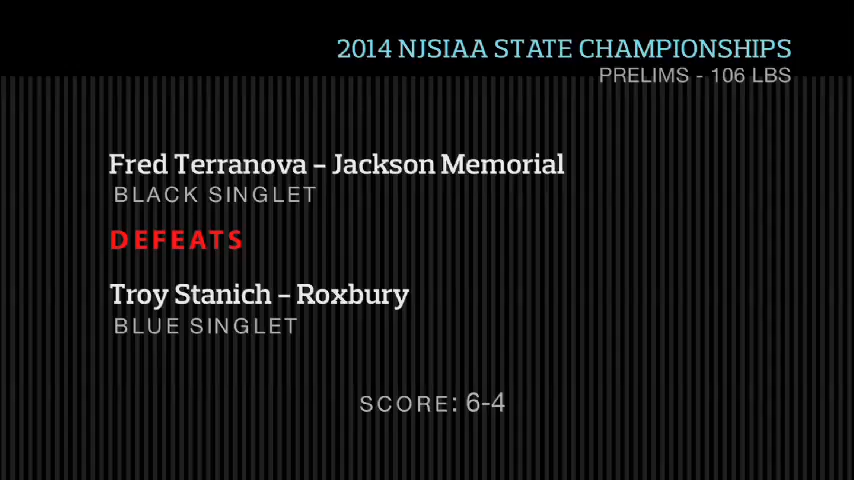 2014 NJSIAA STATE CHAMPIONSHIPS
PRELIMS - 106 LBS
Fred Terranova – Jackson Memorial
BLACK SINGLET
DEFEATS
Troy Stanich – Roxbury
BLUE SINGLET
SCORE: 6-4